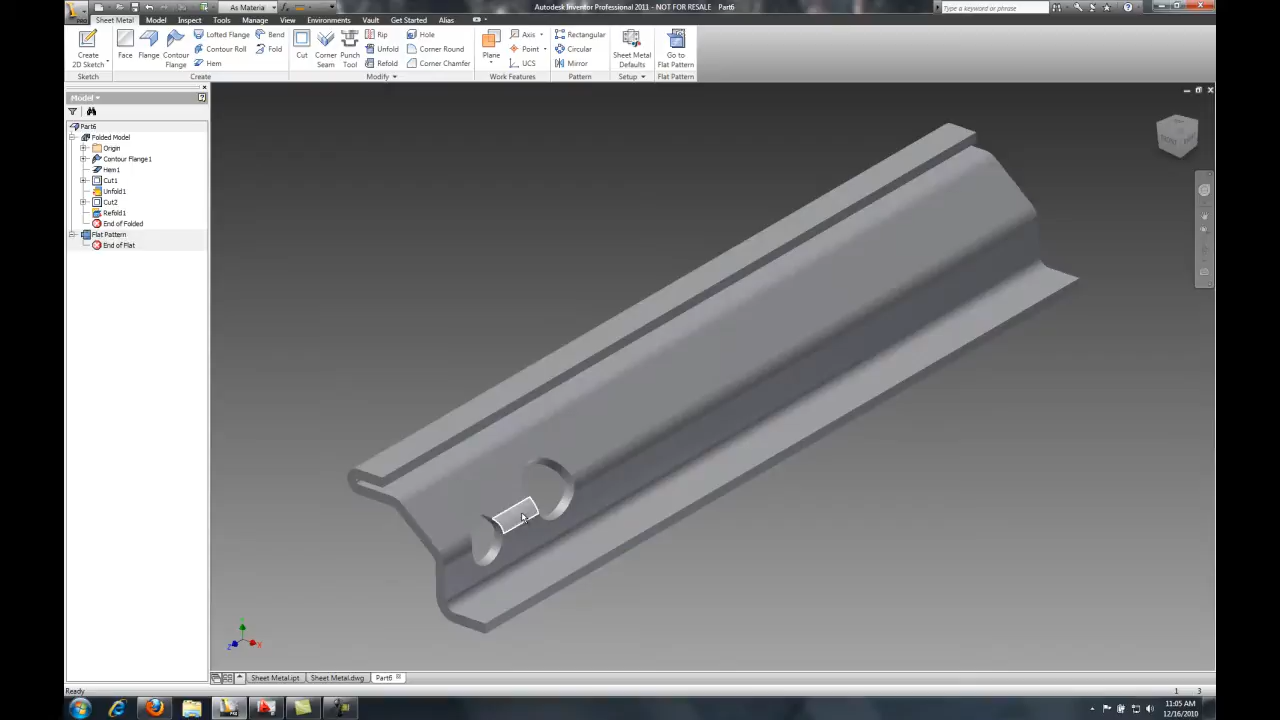 Autodesk Inventor Professional 2011 - NOT FOR RESALE Part6
As Materia
Type a keyword or phrase
PRO
Sheet Metal Model Inspect Tools Manage View Environments Vault Get Started Alias
Create 2D Sketch
Face
Flange
Contour Flange
Lofted Flange
Contour Roll
Hem
Bend
Fold
Cut
Corner Seam
Punch Tool
Rip
Unfold
Refold
Hole
Corner Round
Corner Chamfer
Plane
Axis
Point
UCS
Rectangular
Circular
Mirror
Sheet Metal Defaults
Go to Flat Pattern
Sketch Create Modify Work Features Pattern Setup Flat Pattern
Model
Part6
Folded Model
Origin
Contour Flange1
Hem1
Cut1
Unfold1
Cut2
Refold1
End of Folded
Flat Pattern
End of Flat
Sheet Metal.ipt Sheet Metal.dwg Part6
Ready
1 3
11:05 AM
12/16/2010